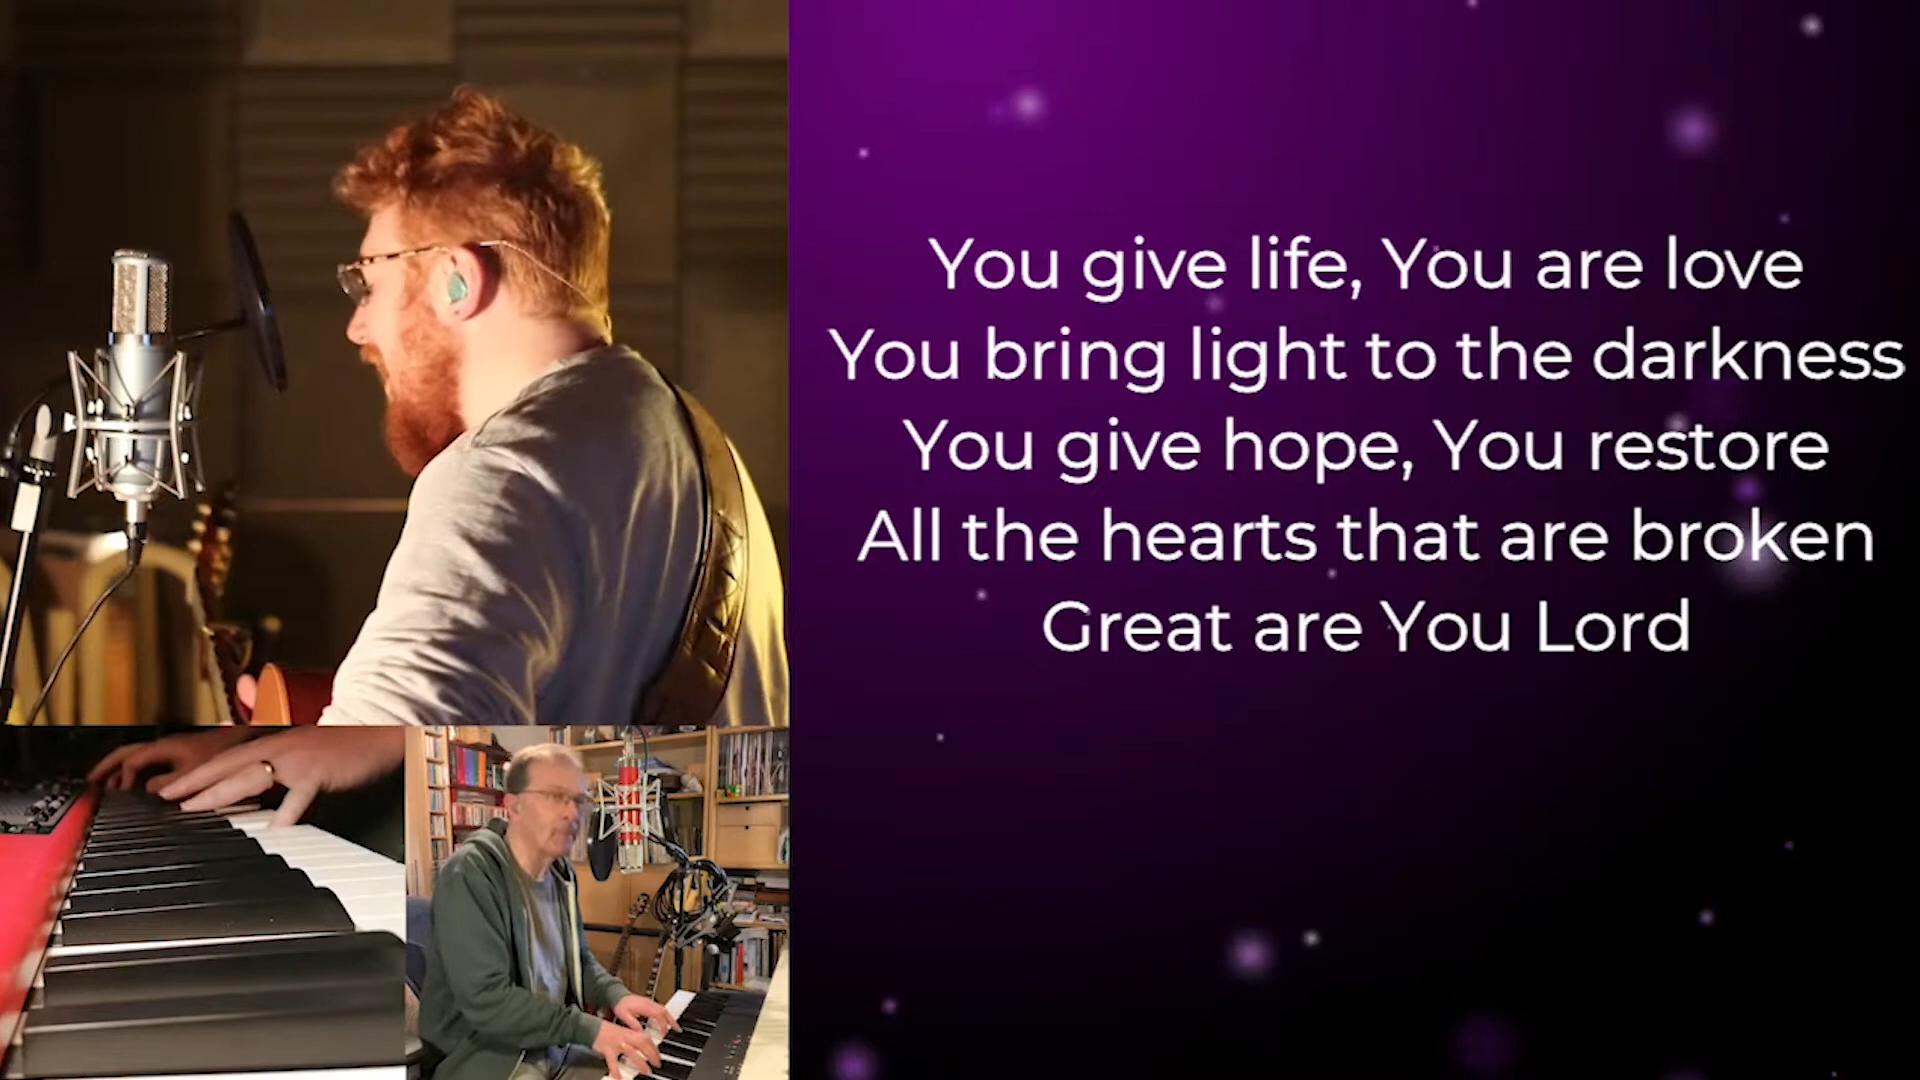 You give life, You are love
You bring light to the darkness
You give hope, You restore
All the hearts that are broken
Great are You Lord